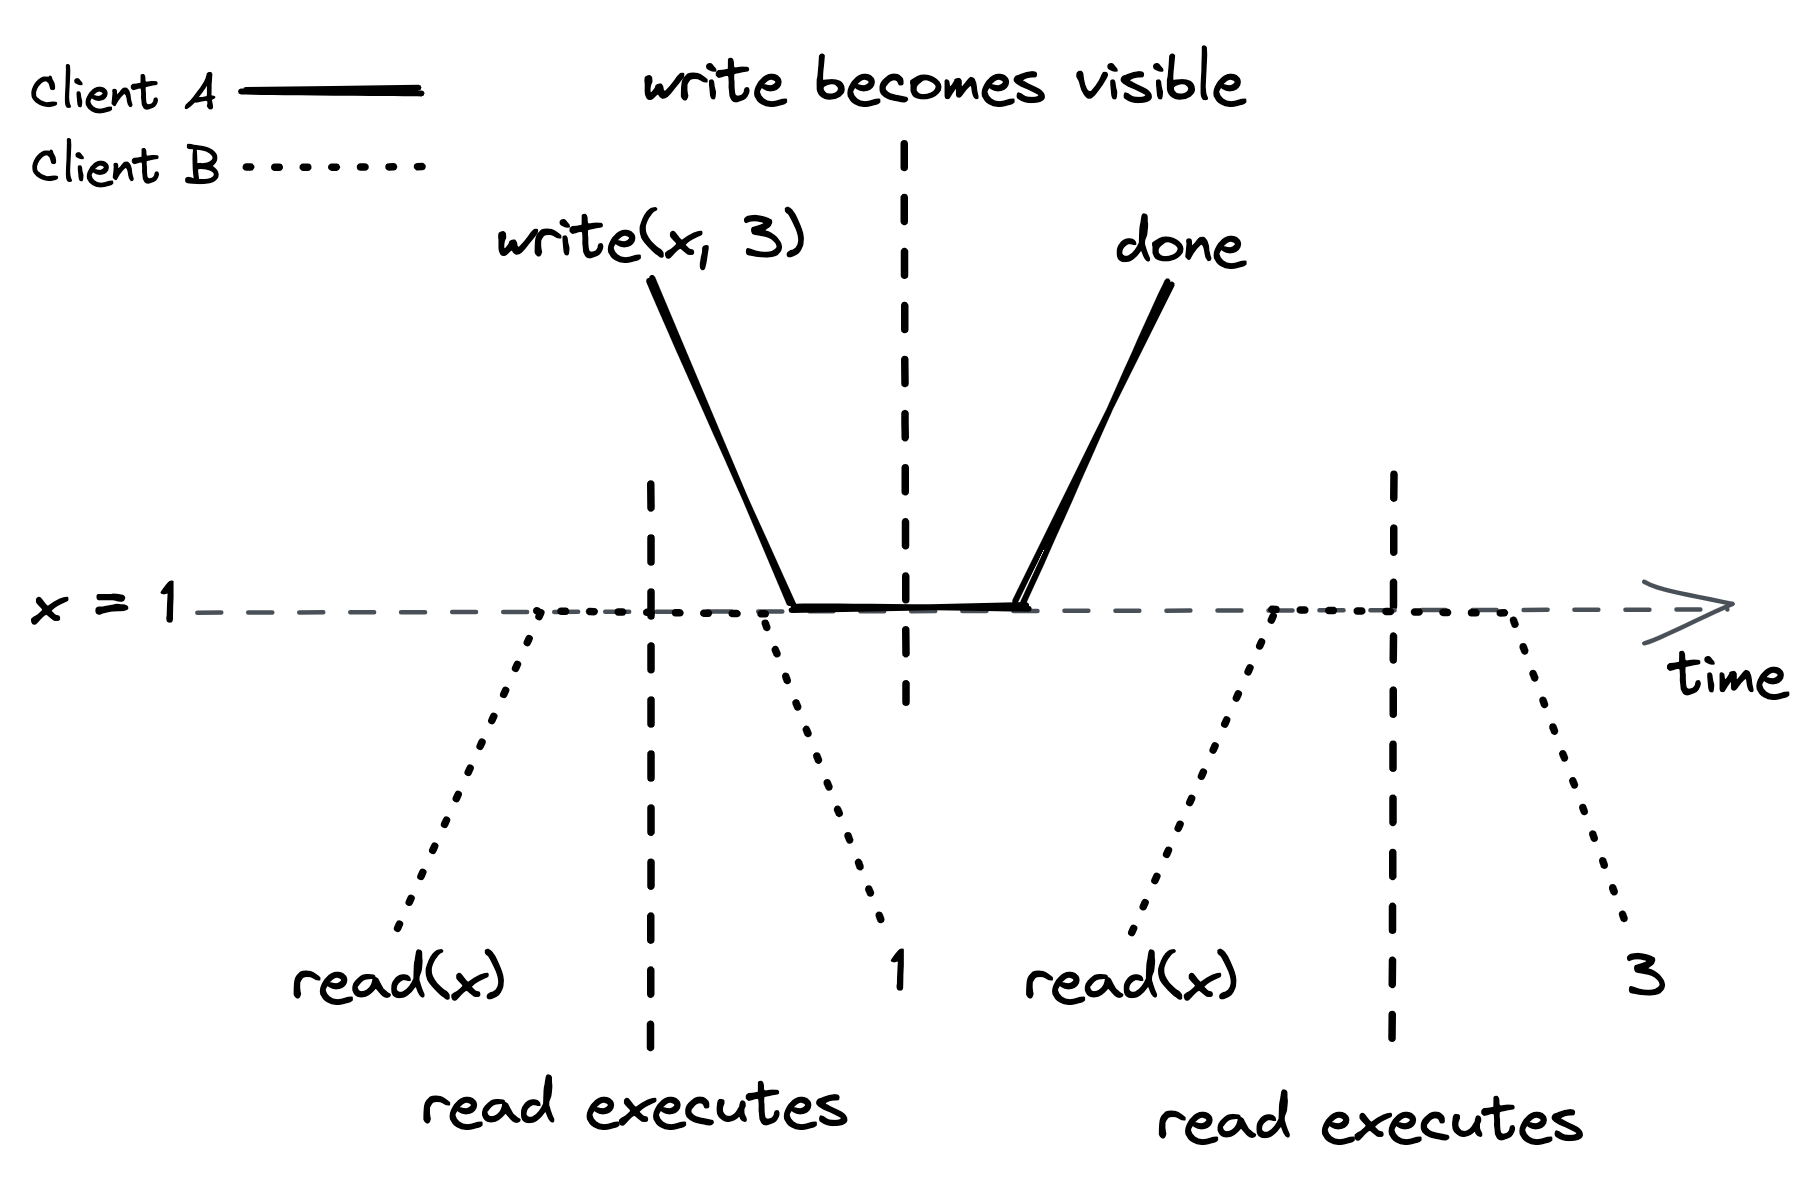 Client A
write becomes visible
Client B
write(x, 3)
done
x = 1
time
read(x)
1
read(x)
3
read executes
read executes